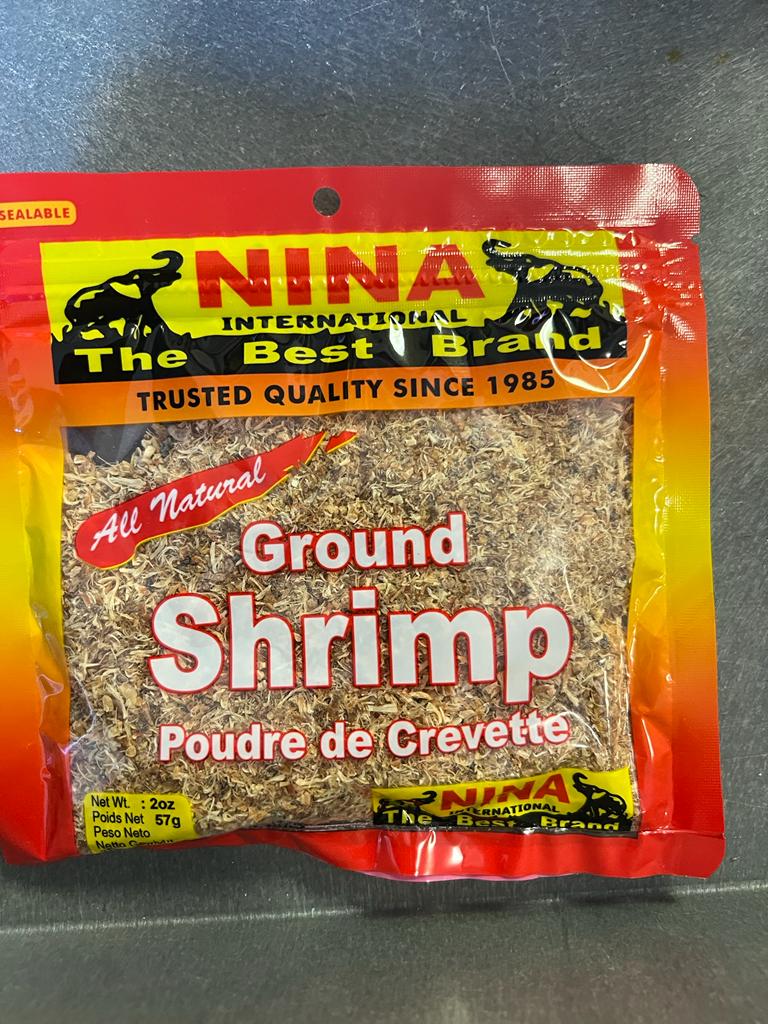 SEALABLE
NINA
INTERNATIONAL
The Best Brand
TRUSTED QUALITY SINCE 1985
All Natural
Ground
Shrimp
Poudre de Crevette
Net Wt. : 2oz
Poids Net 57g
Peso Neto
Netto
NINA
INTERNATIONAL
The Best Brand